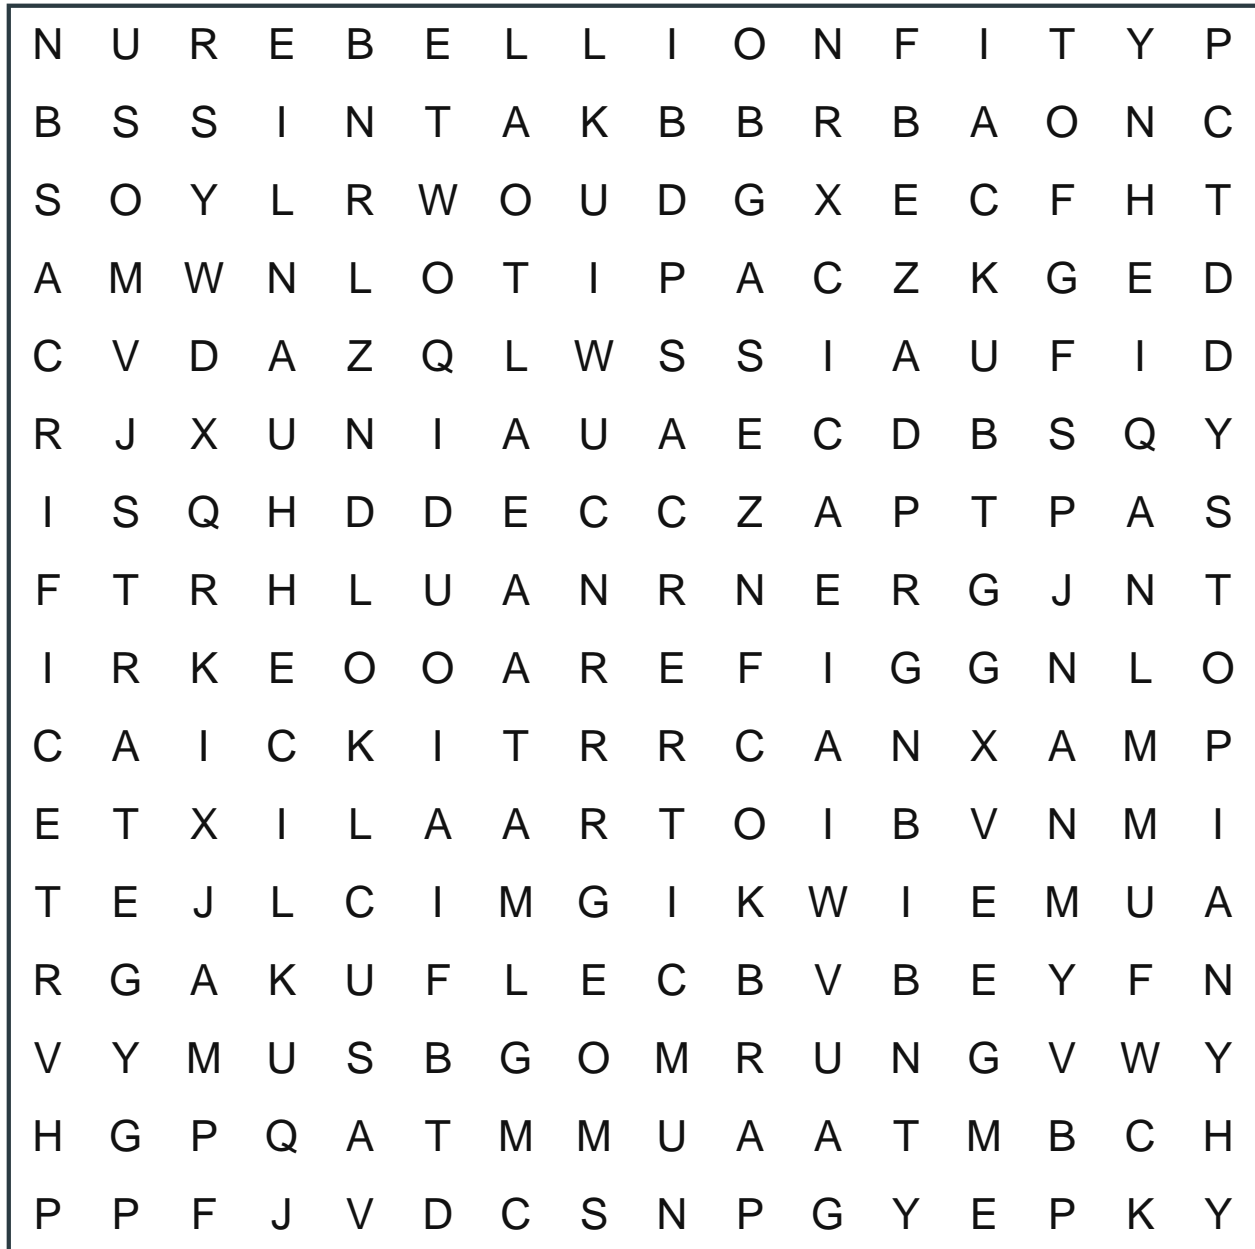 N U R E B E L L I O N F I T Y P
B S S I N T A K B B R B A O N C
S O Y L R W O U D G X E C F H T
A M W N L O T I P A C Z K G E D
C V D A Z Q L W S S I A U F I D
R J X U N I A U A E C D B S Q Y
I S Q H D D E C C Z A P T P A S
F T R H L U A N R N E R G J N T
I R K E O O A R E F I G G N L O
C A I C K I T R R C A N X A M P
E T X I L A A R T O I B V N M I
T E J L C I M G I K W I E M U A
R G A K U F L E C B V B E Y F N
V Y M U S B G O M R U N G V W Y
H G P Q A T M M U A A T M B C H
P P F J V D C S N P G Y E P K Y